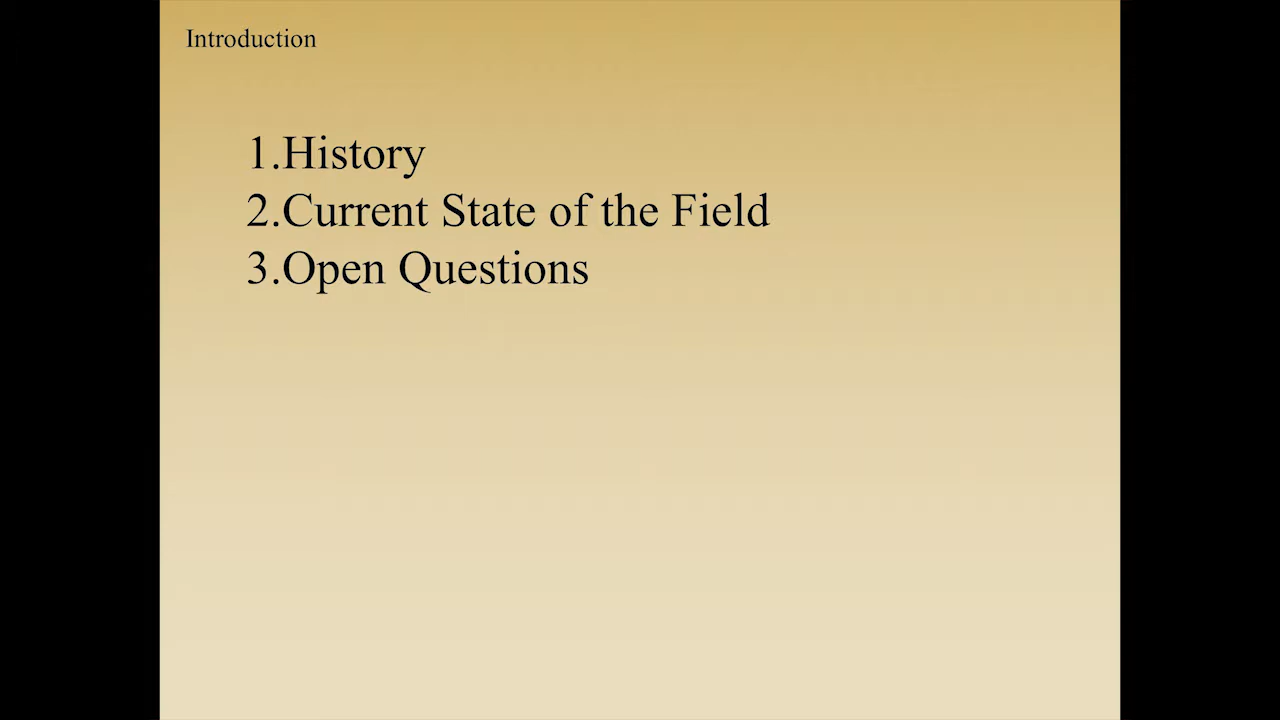 Introduction
1.History
2.Current State of the Field
3.Open Questions